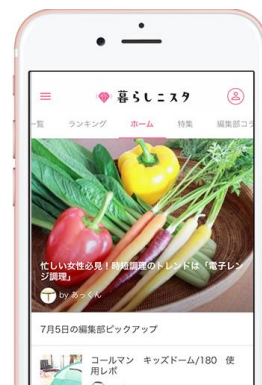 暮らしニスタ
一覧 ランキング ホーム 特集 編集部コラ
忙しい女性必見！時短調理のトレンドは「電子レン
ジ調理」
by あっくん
7月5日の編集部ピックアップ
コールマン キッズドーム/180 使
用レポ